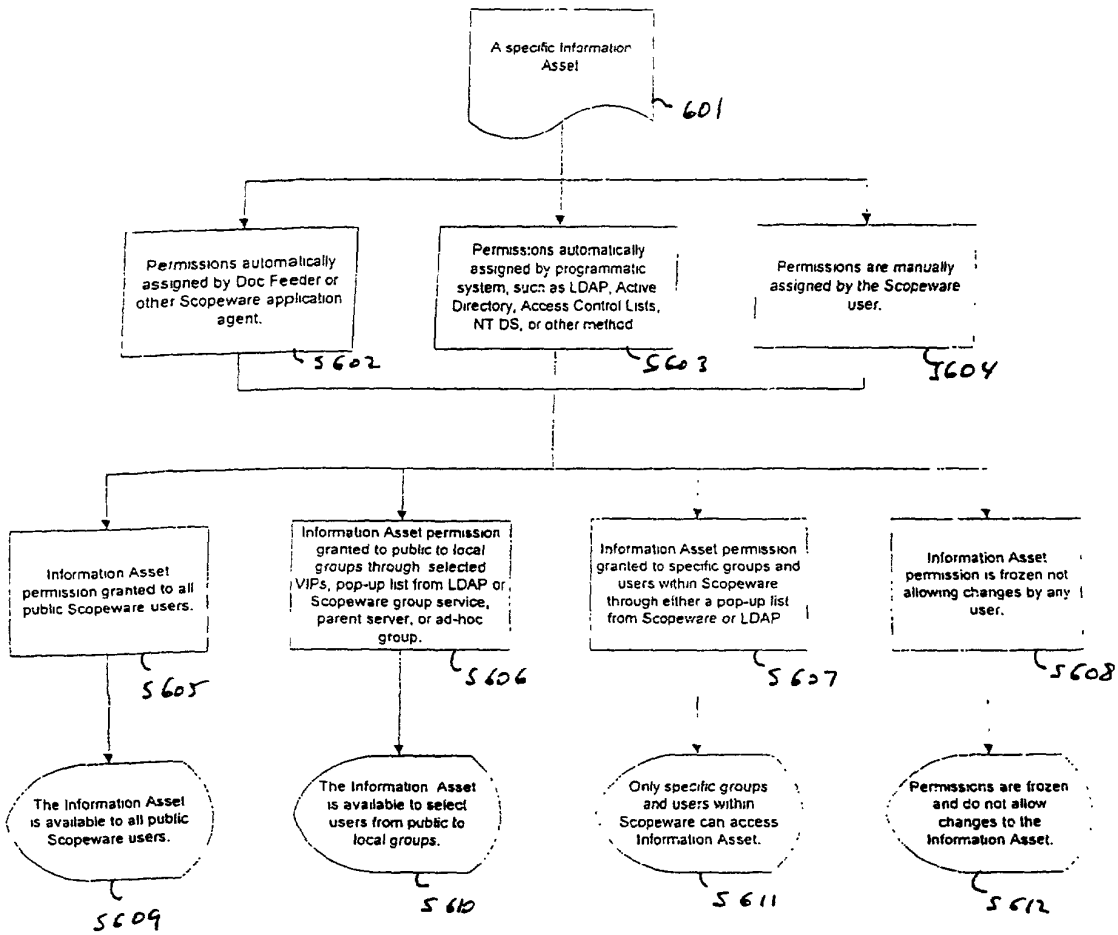 A specific Information
Asset
601
Permissions automatically
assigned by Doc Feeder or
other Scopeware application
agent.
S602
Permissions automatically
assigned by programmatic
system, such as LDAP, Active
Directory, Access Control Lists,
NT DS, or other method
S603
Permissions are manually
assigned by the Scopeware
user.
S604
Information Asset
permission granted to all
public Scopeware users.
S605
Information Asset permission
granted to public to local
groups through selected
VIPs, pop-up list from LDAP or
Scopeware group service,
parent server, or ad-hoc
group.
S606
Information Asset permission
granted to specific groups and
users within Scopeware
through either a pop-up list
from Scopeware or LDAP
S607
Information Asset
permission is frozen not
allowing changes by any
user.
S608
The Information Asset
is available to all public
Scopeware users.
S609
The Information Asset
is available to select
users from public to
local groups.
S610
Only specific groups
and users within
Scopeware can access
Information Asset.
S611
Permissions are frozen
and do not allow
changes to the
Information Asset.
S612